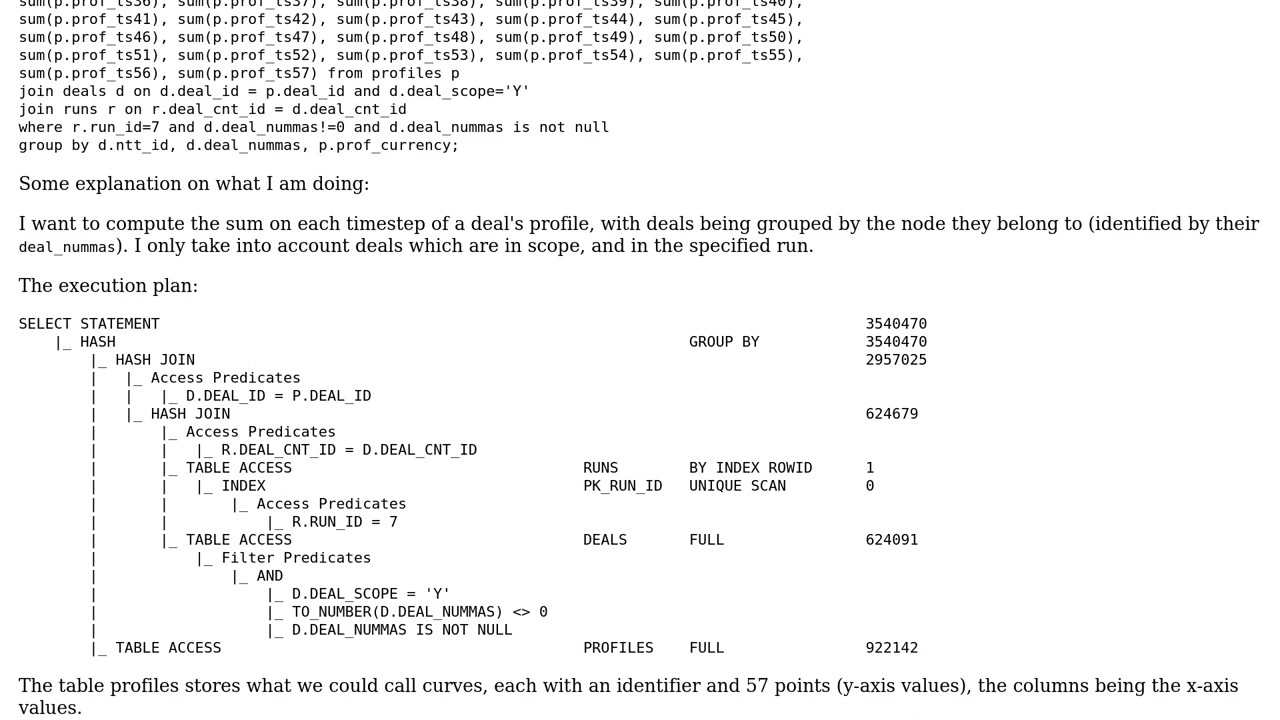 sum(p.prof_ts36), sum(p.prof_ts37), sum(p.prof_ts38), sum(p.prof_ts39), sum(p.prof_ts40),
sum(p.prof_ts41), sum(p.prof_ts42), sum(p.prof_ts43), sum(p.prof_ts44), sum(p.prof_ts45),
sum(p.prof_ts46), sum(p.prof_ts47), sum(p.prof_ts48), sum(p.prof_ts49), sum(p.prof_ts50),
sum(p.prof_ts51), sum(p.prof_ts52), sum(p.prof_ts53), sum(p.prof_ts54), sum(p.prof_ts55),
sum(p.prof_ts56), sum(p.prof_ts57) from profiles p
join deals d on d.deal_id = p.deal_id and d.deal_scope='Y'
join runs r on r.deal_cnt_id = d.deal_cnt_id
where r.run_id=7 and d.deal_nummas!=0 and d.deal_nummas is not null
group by d.ntt_id, d.deal_nummas, p.prof_currency;
Some explanation on what I am doing:
I want to compute the sum on each timestep of a deal's profile, with deals being grouped by the node they belong to (identified by their
deal_nummas). I only take into account deals which are in scope, and in the specified run.
The execution plan:
SELECT STATEMENT                                                                                3540470
    |_ HASH                                                                 GROUP BY            3540470
        |_ HASH JOIN                                                                            2957025
        |   |_ Access Predicates
        |   |   |_ D.DEAL_ID = P.DEAL_ID
        |   |_ HASH JOIN                                                                        624679
        |       |_ Access Predicates
        |       |   |_ R.DEAL_CNT_ID = D.DEAL_CNT_ID
        |       |_ TABLE ACCESS                                 RUNS        BY INDEX ROWID      1
        |       |   |_ INDEX                                    PK_RUN_ID   UNIQUE SCAN         0
        |       |       |_ Access Predicates
        |       |           |_ R.RUN_ID = 7
        |       |_ TABLE ACCESS                                 DEALS       FULL                624091
        |           |_ Filter Predicates
        |               |_ AND
        |                   |_ D.DEAL_SCOPE = 'Y'
        |                   |_ TO_NUMBER(D.DEAL_NUMMAS) <> 0
        |                   |_ D.DEAL_NUMMAS IS NOT NULL
        |_ TABLE ACCESS                                         PROFILES    FULL                922142
The table profiles stores what we could call curves, each with an identifier and 57 points (y-axis values), the columns being the x-axis
values.